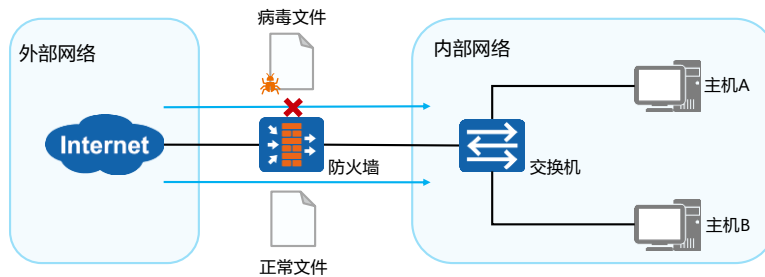 病毒文件
外部网络
内部网络
主机A
Internet
防火墙
交换机
主机B
正常文件